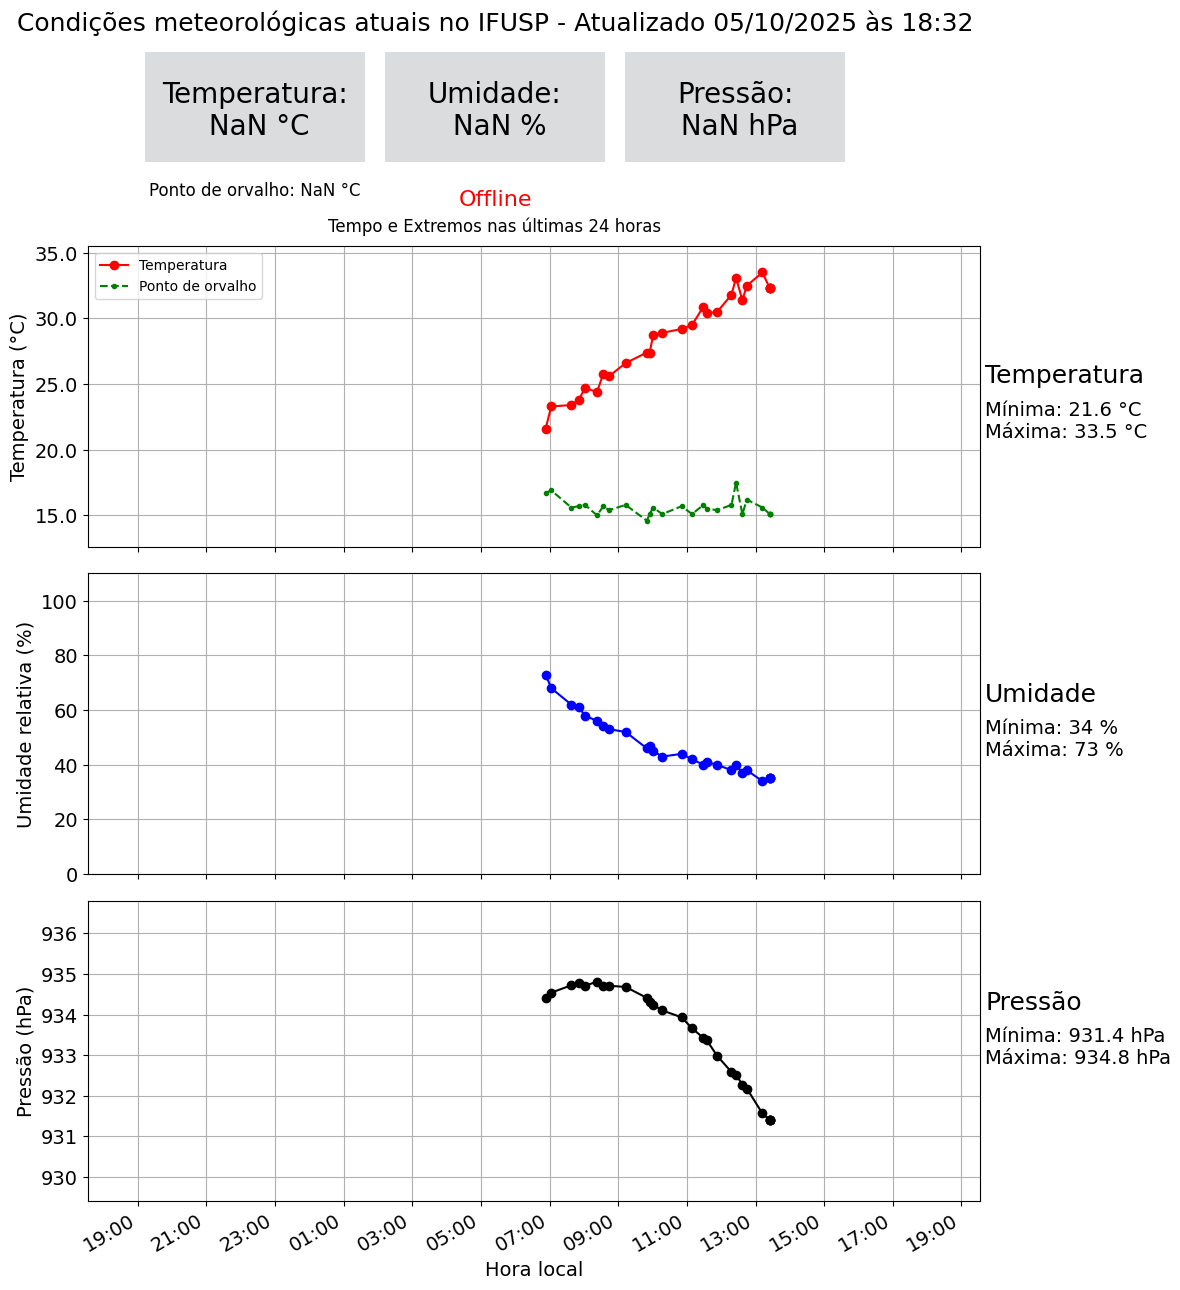 Condições meteorológicas atuais no IFUSP - Atualizado 05/10/2025 às 18:32
Temperatura:
NaN °C
Umidade:
NaN %
Pressão:
NaN hPa
Ponto de orvalho: NaN °C
Offline
Tempo e Extremos nas últimas 24 horas
35.0
30.0
25.0
20.0
15.0
Temperatura (°C)
Temperatura
Ponto de orvalho
Temperatura
Mínima: 21.6 °C
Máxima: 33.5 °C
100
80
60
40
20
0
Umidade relativa (%)
Umidade
Mínima: 34 %
Máxima: 73 %
936
935
934
933
932
931
930
Pressão (hPa)
Pressão
Mínima: 931.4 hPa
Máxima: 934.8 hPa
19:00 21:00 23:00 01:00 03:00 05:00 07:00 09:00 11:00 13:00 15:00 17:00 19:00
Hora local